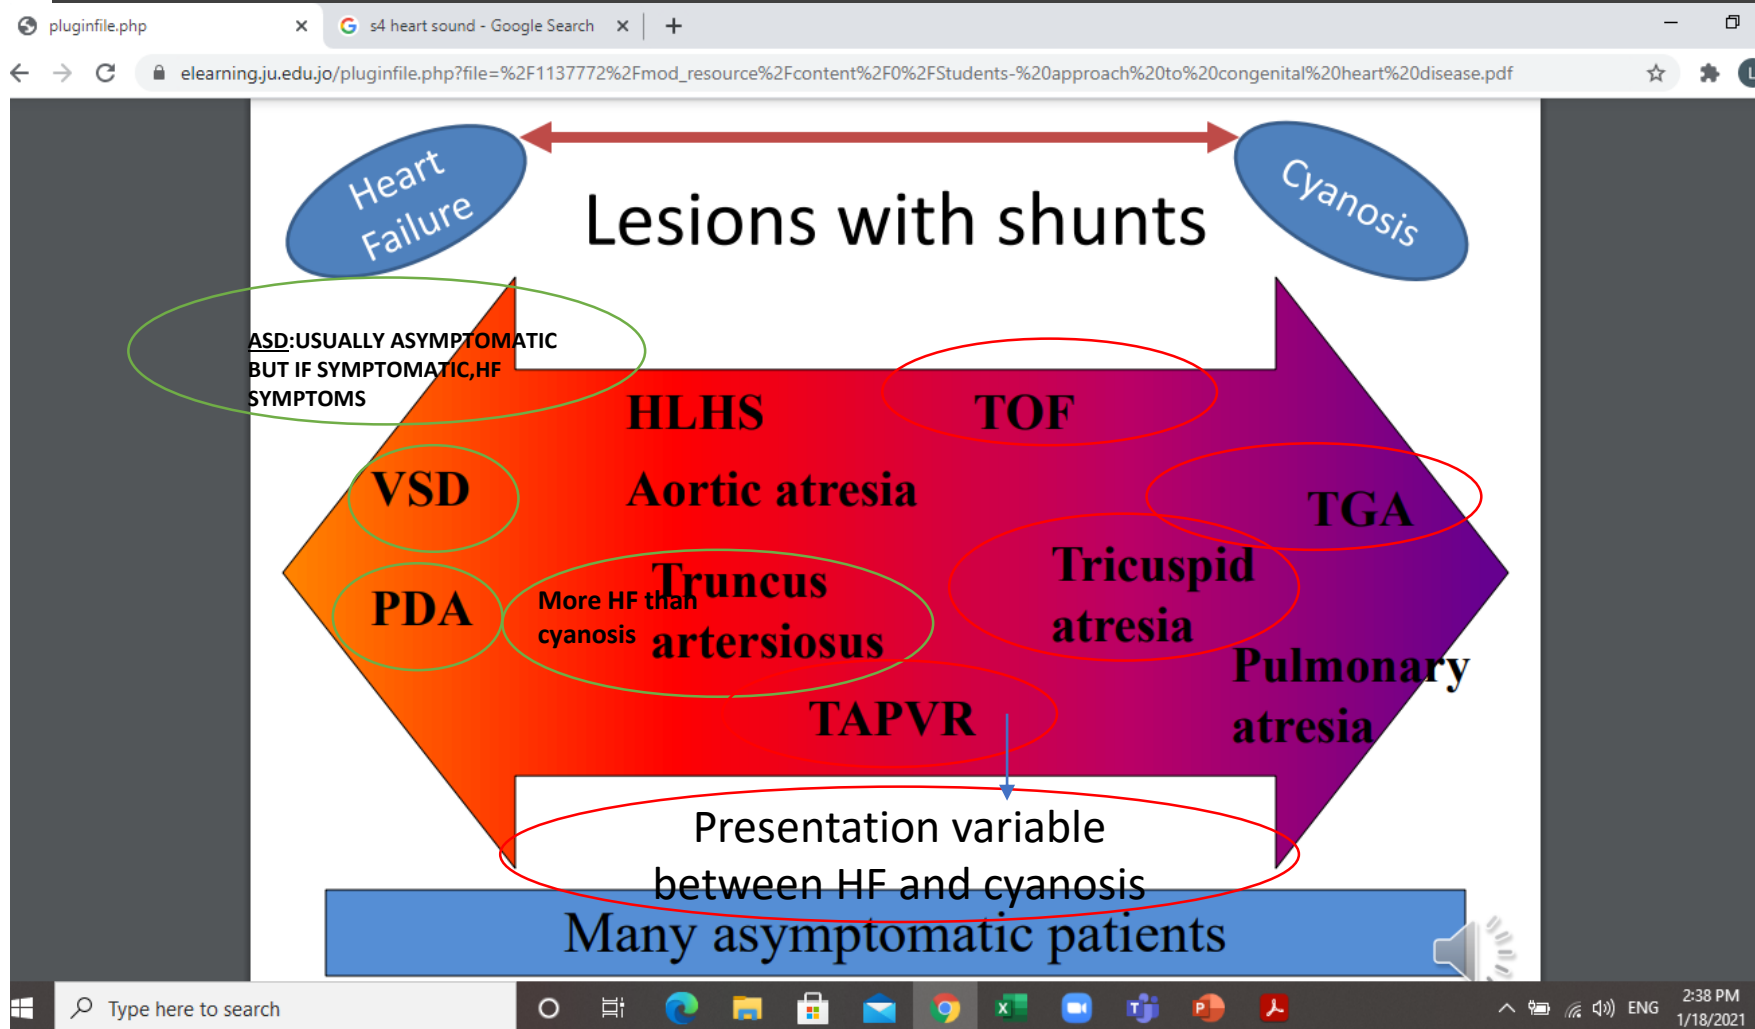 pluginfile.php
s4 heart sound - Google Search
elearning.ju.edu.jo/pluginfile.php?file=%2F1137772%2Fmod_resource%2Fcontent%2F0%2FStudents-%20approach%20to%20congenital%20heart%20disease.pdf
Heart
Failure
Cyanosis
Lesions with shunts
ASD:USUALLY ASYMPTOMATIC
BUT IF SYMPTOMATIC,HF
SYMPTOMS
HLHS
TOF
VSD
Aortic atresia
TGA
PDA
More HF than
cyanosis
Truncus
artersiosus
Tricuspid
atresia
Pulmonary
atresia
TAPVR
Presentation variable
between HF and cyanosis
Many asymptomatic patients
Type here to search
ENG
2:38 PM
1/18/2021